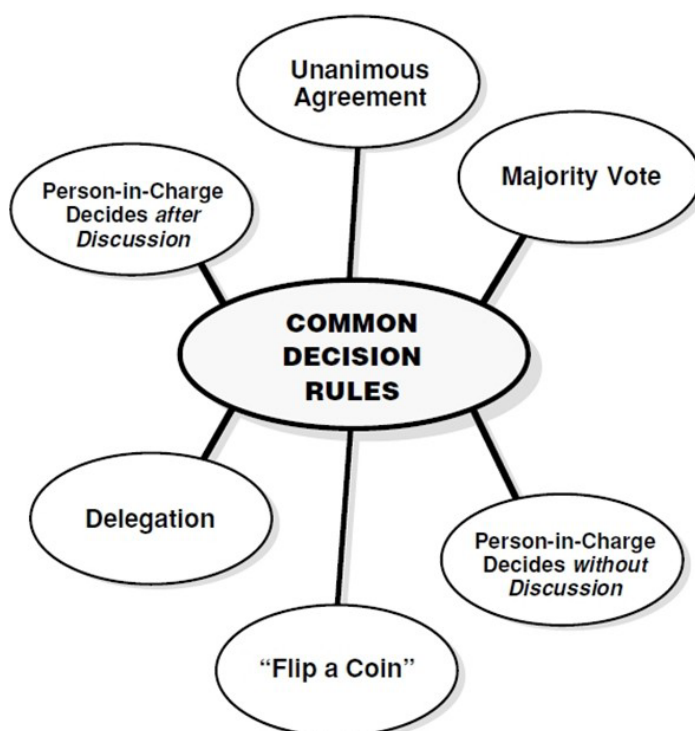 Unanimous
Agreement
Majority Vote
Person-in-Charge
Decides after
Discussion
COMMON
DECISION
RULES
Delegation
Person-in-Charge
Decides without
Discussion
“Flip a Coin”